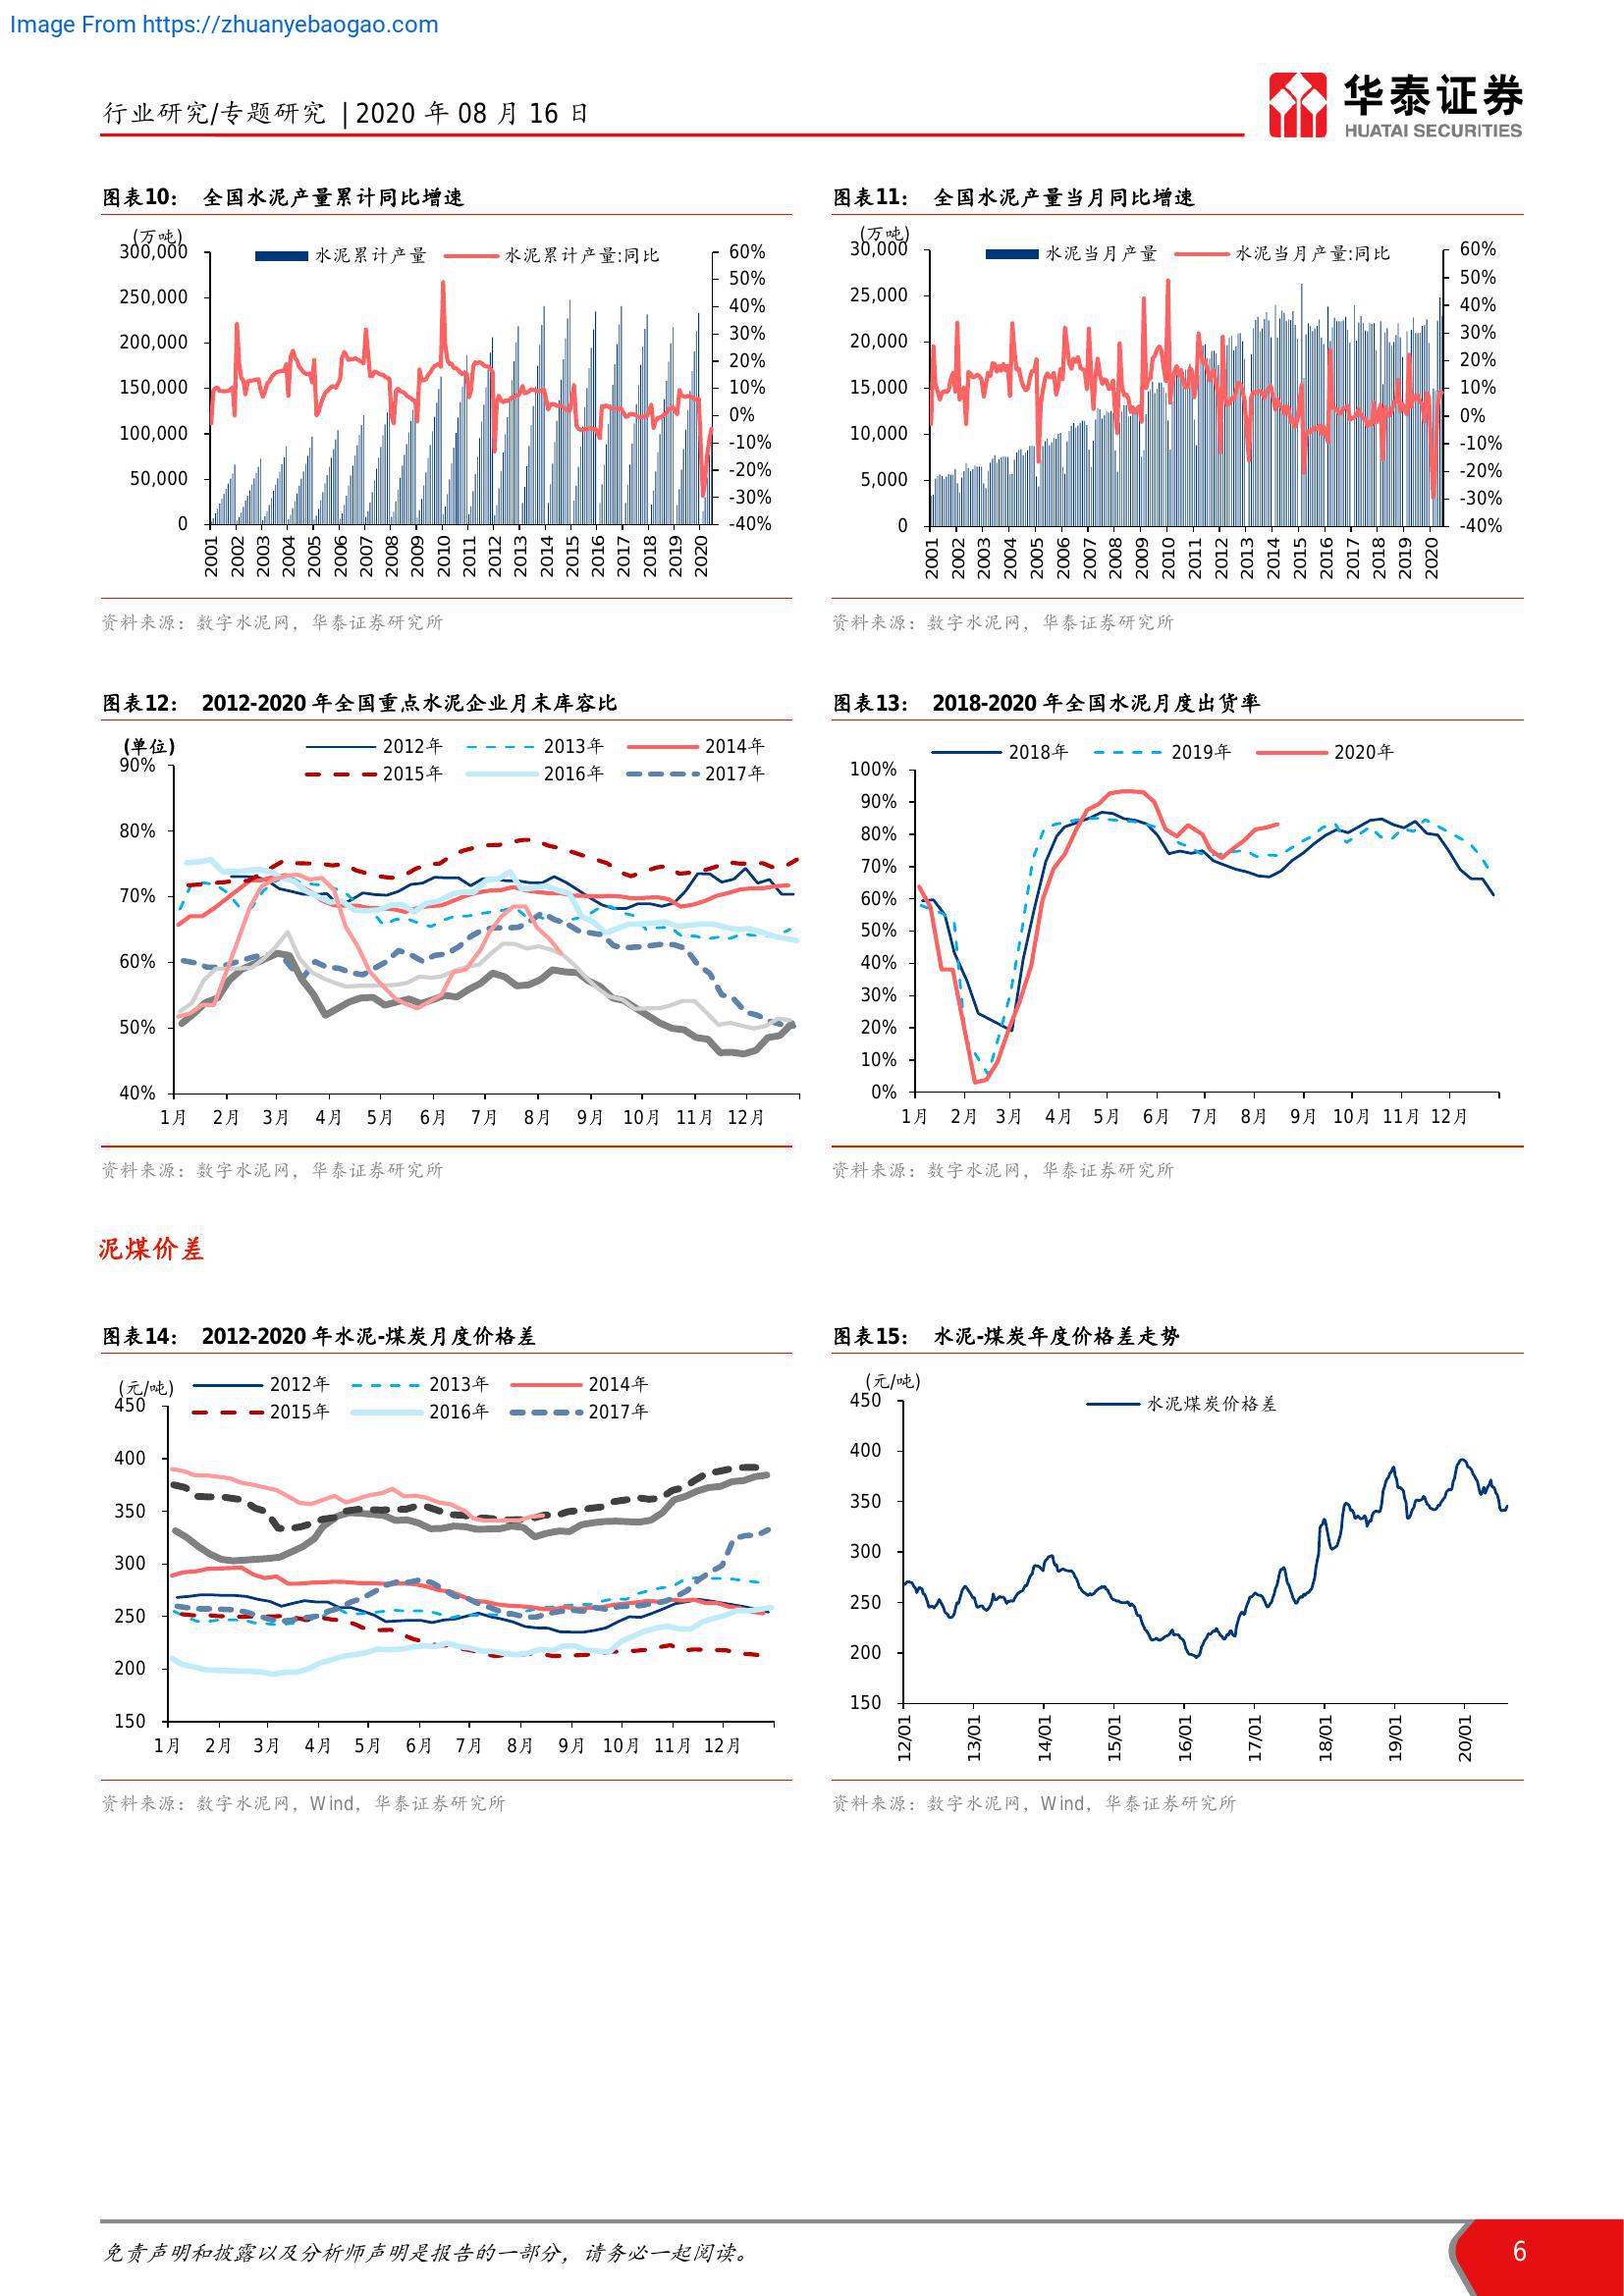 Image From https://zhuanyebaogao.com
行业研究/专题研究 | 2020 年 08 月 16 日
华泰证券
HUATAI SECURITIES
图表10： 全国水泥产量累计同比增速
(万吨)
水泥累计产量 水泥累计产量:同比
300,000
250,000
200,000
150,000
100,000
50,000
0
60%
50%
40%
30%
20%
10%
0%
-10%
-20%
-30%
-40%
2001 2002 2003 2004 2005 2006 2007 2008 2009 2010 2011 2012 2013 2014 2015 2016 2017 2018 2019 2020
资料来源：数字水泥网，华泰证券研究所
图表11： 全国水泥产量当月同比增速
(万吨)
水泥当月产量 水泥当月产量:同比
30,000
25,000
20,000
15,000
10,000
5,000
0
60%
50%
40%
30%
20%
10%
0%
-10%
-20%
-30%
-40%
2001 2002 2003 2004 2005 2006 2007 2008 2009 2010 2011 2012 2013 2014 2015 2016 2017 2018 2019 2020
资料来源：数字水泥网，华泰证券研究所
图表12： 2012-2020 年全国重点水泥企业月末库容比
(单位)
2012年 2013年 2014年
2015年 2016年 2017年
90%
80%
70%
60%
50%
40%
1月 2月 3月 4月 5月 6月 7月 8月 9月 10月 11月 12月
资料来源：数字水泥网，华泰证券研究所
图表13： 2018-2020 年全国水泥月度出货率
2018年 2019年 2020年
100%
90%
80%
70%
60%
50%
40%
30%
20%
10%
0%
1月 2月 3月 4月 5月 6月 7月 8月 9月 10月 11月 12月
资料来源：数字水泥网，华泰证券研究所
泥煤价差
图表14： 2012-2020 年水泥-煤炭月度价格差
(元/吨)
2012年 2013年 2014年
2015年 2016年 2017年
450
400
350
300
250
200
150
1月 2月 3月 4月 5月 6月 7月 8月 9月 10月 11月 12月
资料来源：数字水泥网，Wind，华泰证券研究所
图表15： 水泥-煤炭年度价格差走势
(元/吨)
水泥煤炭价格差
450
400
350
300
250
200
150
12/01 13/01 14/01 15/01 16/01 17/01 18/01 19/01 20/01
资料来源：数字水泥网，Wind，华泰证券研究所
免责声明和披露以及分析师声明是报告的一部分，请务必一起阅读。
6